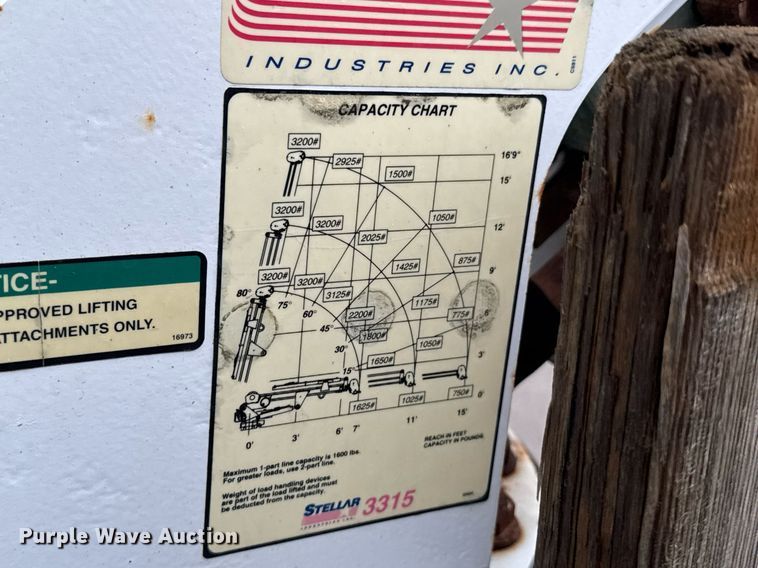 INDUSTRIES INC.
CAPACITY CHART
3200#
2925#
1500#
16'9"
15'
3200#
3200#
2025#
1050#
12'
3200#
3200#
3125#
1425#
875#
9'
80°
75°
60°
45°
30°
15°
2200#
1800#
1650#
1175#
1050#
775#
6'
3'
0'
1625#
1025#
750#
0'
3'
6'
7'
11'
15'
REACH IN FEET
CAPACITY IN POUNDS
Maximum 1-part line capacity is 1600 lbs.
For greater loads, use 2-part line.
Weight of load handling devices
are part of the load lifted and must
be deducted from the capacity.
STELLAR 3315
INDUSTRIES INC.
TICE-
PPROVED LIFTING
ATTACHMENTS ONLY.
16973
Purple Wave Auction